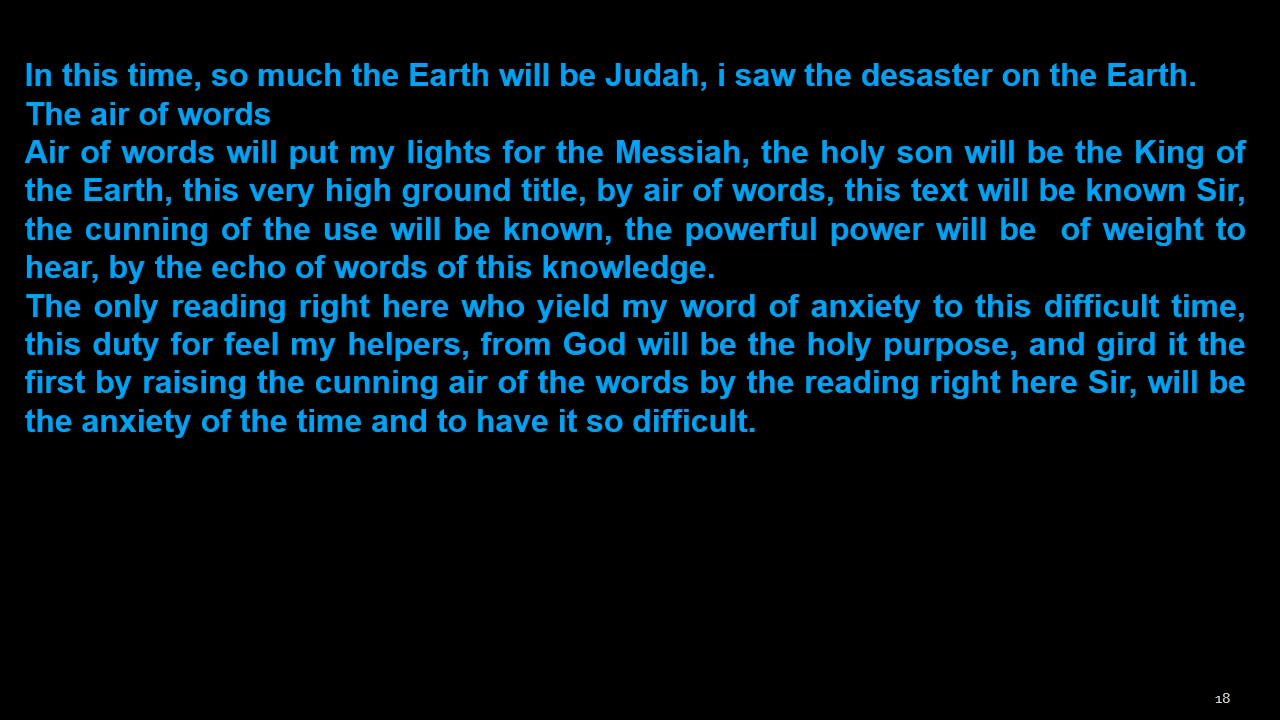 In this time, so much the Earth will be Judah, i saw the desaster on the Earth.
The air of words
Air of words will put my lights for the Messiah, the holy son will be the King of
the Earth, this very high ground title, by air of words, this text will be known Sir,
the cunning of the use will be known, the powerful power will be  of weight to
hear, by the echo of words of this knowledge.
The only reading right here who yield my word of anxiety to this difficult time,
this duty for feel my helpers, from God will be the holy purpose, and gird it the
first by raising the cunning air of the words by the reading right here Sir, will be
the anxiety of the time and to have it so difficult.
18